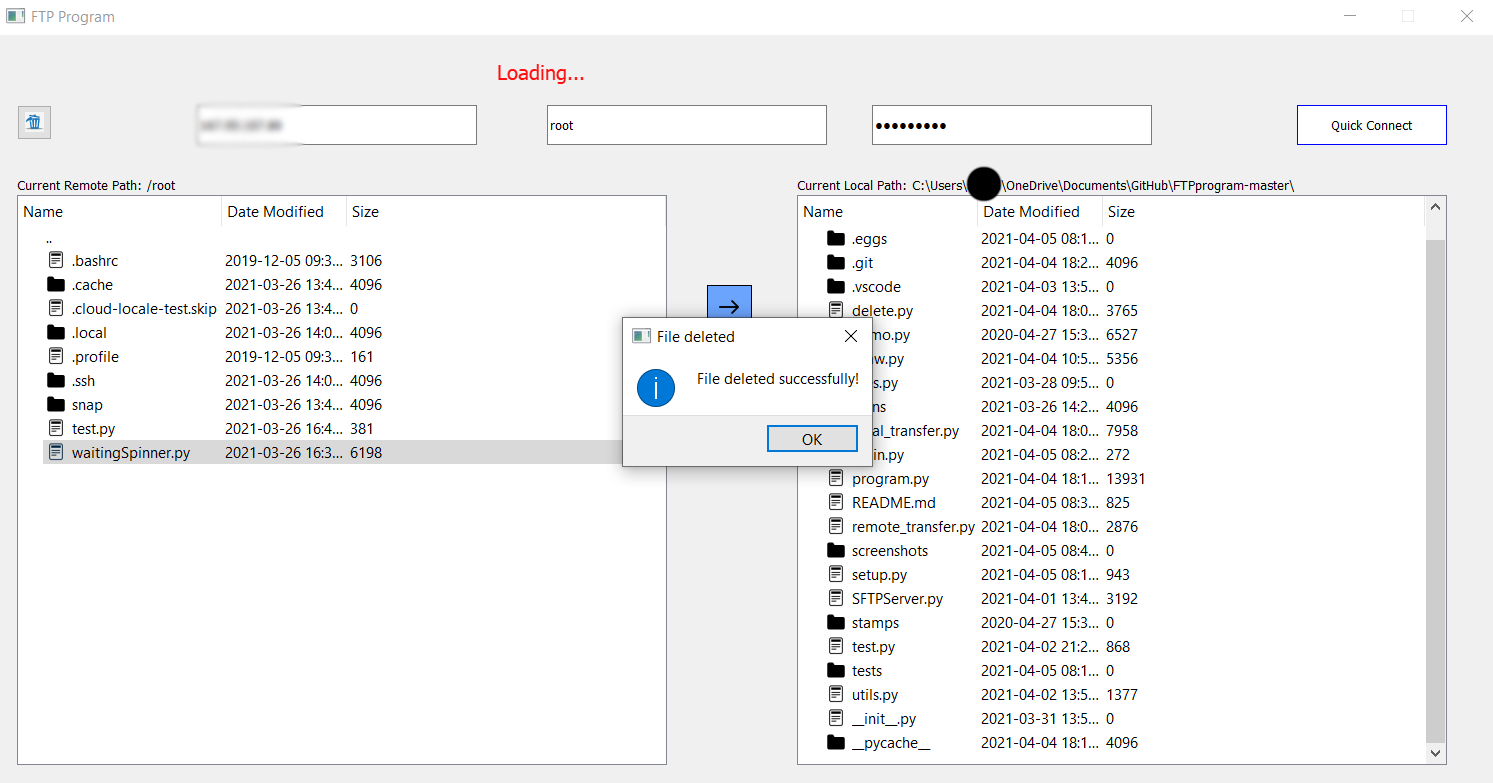 FTP Program
Loading...
root
●●●●●●●●●
Quick Connect
Current Remote Path: /root
Name Date Modified Size
..
.bashrc 2019-12-05 09:3... 3106
.cache 2021-03-26 13:4... 4096
.cloud-locale-test.skip 2021-03-26 13:4... 0
.local 2021-03-26 14:0... 4096
.profile 2019-12-05 09:3... 161
.ssh 2021-03-26 14:0... 4096
snap 2021-03-26 13:4... 4096
test.py 2021-03-26 16:4... 381
waitingSpinner.py 2021-03-26 16:3... 6198
→
File deleted
File deleted successfully!
OK
Current Local Path: C:\Users\ \OneDrive\Documents\GitHub\FTPprogram-master\
Name Date Modified Size
.eggs 2021-04-05 08:1... 0
.git 2021-04-04 18:2... 4096
.vscode 2021-04-03 13:5... 0
delete.py 2021-04-04 18:0... 3765
mo.py 2020-04-27 15:3... 6527
w.py 2021-04-04 10:5... 5356
s.py 2021-03-28 09:5... 0
ns 2021-03-26 14:2... 4096
al_transfer.py 2021-04-04 18:0... 7958
in.py 2021-04-05 08:2... 272
program.py 2021-04-04 18:1... 13931
README.md 2021-04-05 08:3... 825
remote_transfer.py 2021-04-04 18:0... 2876
screenshots 2021-04-05 08:4... 0
setup.py 2021-04-05 08:1... 943
SFTPServer.py 2021-04-01 13:4... 3192
stamps 2020-04-27 15:3... 0
test.py 2021-04-02 21:2... 868
tests 2021-04-05 08:1... 0
utils.py 2021-04-02 13:5... 1377
__init__.py 2021-03-31 13:5... 0
__pycache__ 2021-04-04 18:1... 4096